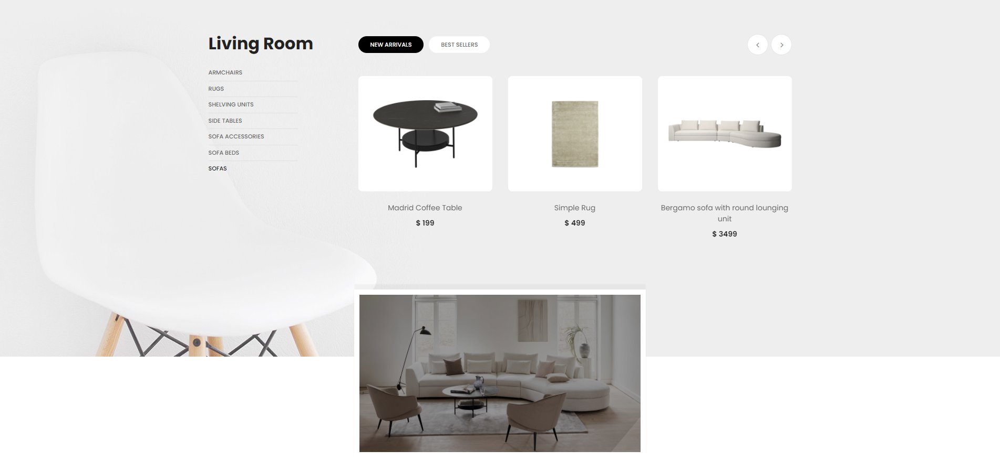 Living Room
ARMCHAIRS
RUGS
SHELVING UNITS
SIDE TABLES
SOFA ACCESSORIES
SOFA BEDS
SOFAS
NEW ARRIVALS
BEST SELLERS
Madrid Coffee Table
$ 199
Simple Rug
$ 499
Bergamo sofa with round lounging
unit
$ 3499